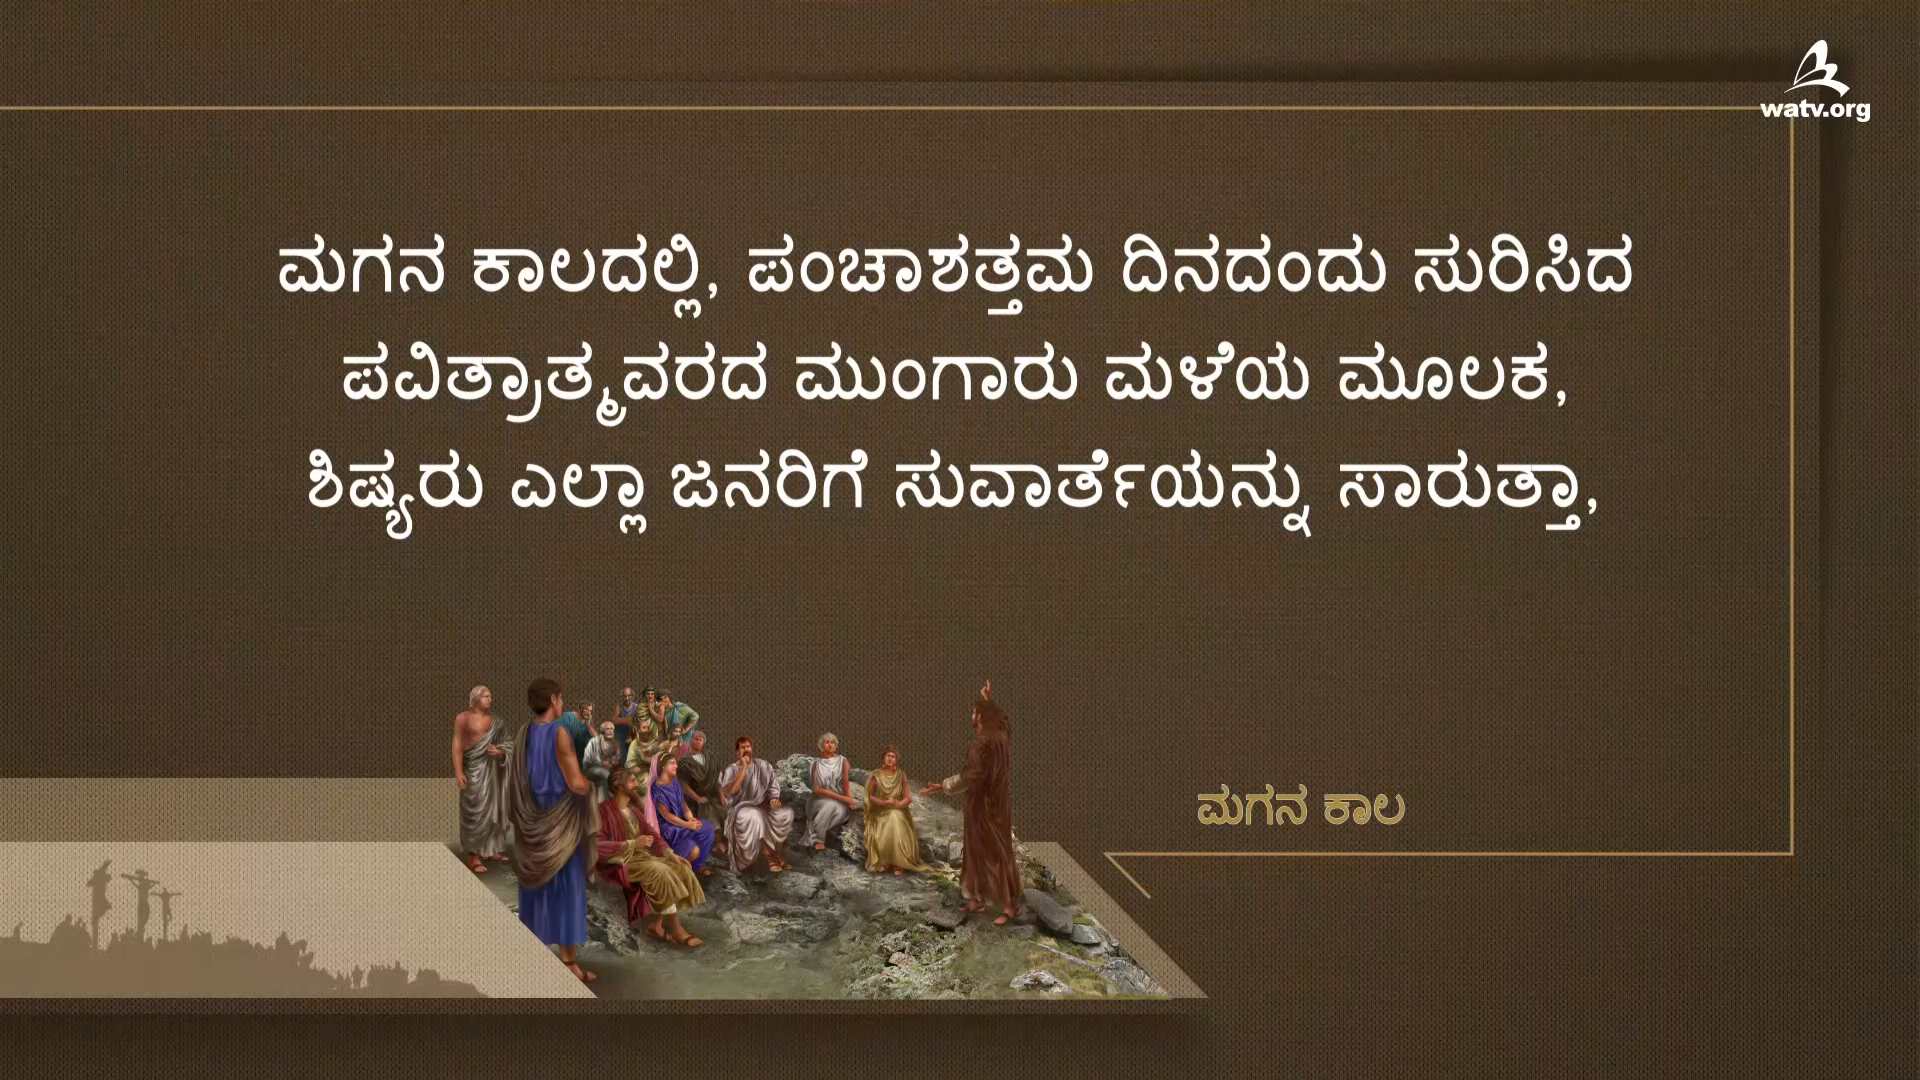 watv.org
ಮಗನ ಕಾಲದಲ್ಲಿ, ಪಂಚಾಶತ್ತಮ ದಿನದಂದು ಸುರಿಸಿದ
ಪವಿತ್ರಾತ್ಮವರದ ಮುಂಗಾರು ಮಳೆಯ ಮೂಲಕ,
ಶಿಷ್ಯರು ಎಲ್ಲಾ ಜನರಿಗೆ ಸುವಾರ್ತೆಯನ್ನು ಸಾರುತ್ತಾ,
ಮಗನ ಕಾಲ